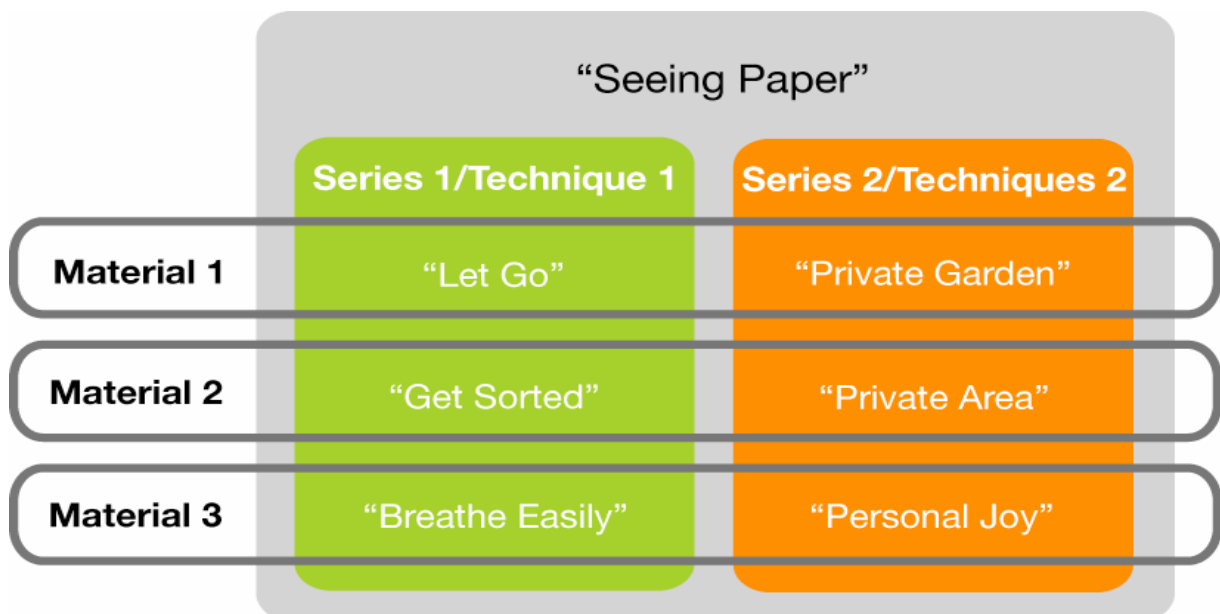 “Seeing Paper”
Series 1/Technique 1
Series 2/Techniques 2
Material 1
“Let Go”
“Private Garden”
Material 2
“Get Sorted”
“Private Area”
Material 3
“Breathe Easily”
“Personal Joy”